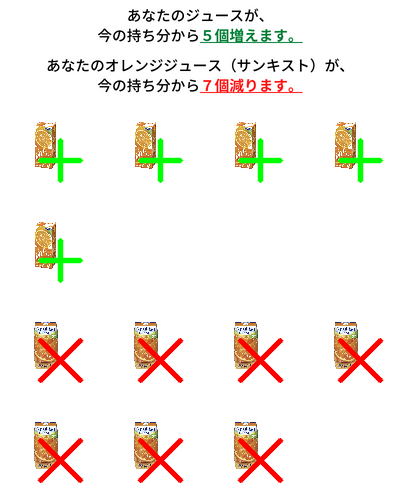 あなたのジュースが、
今の持ち分から５個増えます。
あなたのオレンジジュース（サンキスト）が、
今の持ち分から７個減ります。